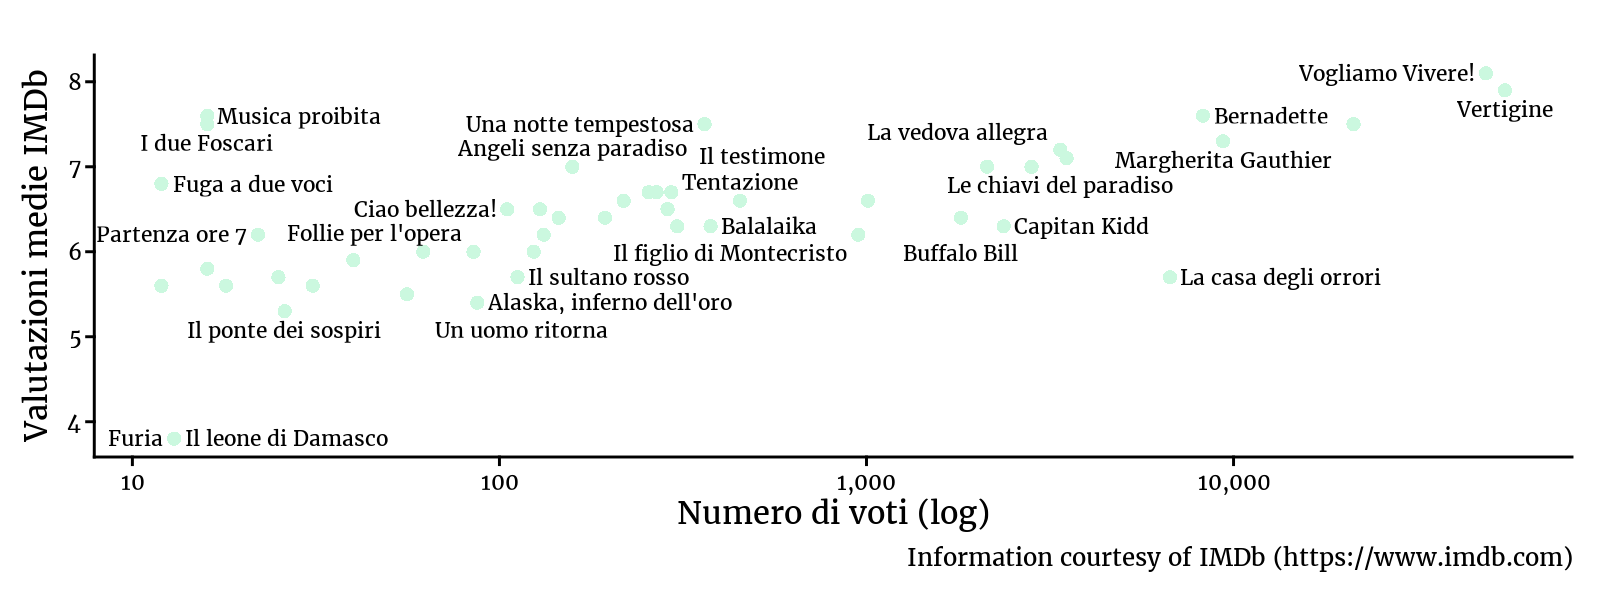 Valutazioni medie IMDb
8
7
6
5
4
Vogliamo Vivere!
Vertigine
Musica proibita
Bernadette
I due Foscari
Una notte tempestosa
La vedova allegra
Angeli senza paradiso
Il testimone
Margherita Gauthier
Fuga a due voci
Tentazione
Le chiavi del paradiso
Ciao bellezza!
Partenza ore 7
Follie per l'opera
Balalaika
Capitan Kidd
Il figlio di Montecristo
Buffalo Bill
Il sultano rosso
La casa degli orrori
Alaska, inferno dell'oro
Il ponte dei sospiri
Un uomo ritorna
Furia
Il leone di Damasco
10
100
1,000
10,000
Numero di voti (log)
Information courtesy of IMDb (https://www.imdb.com)